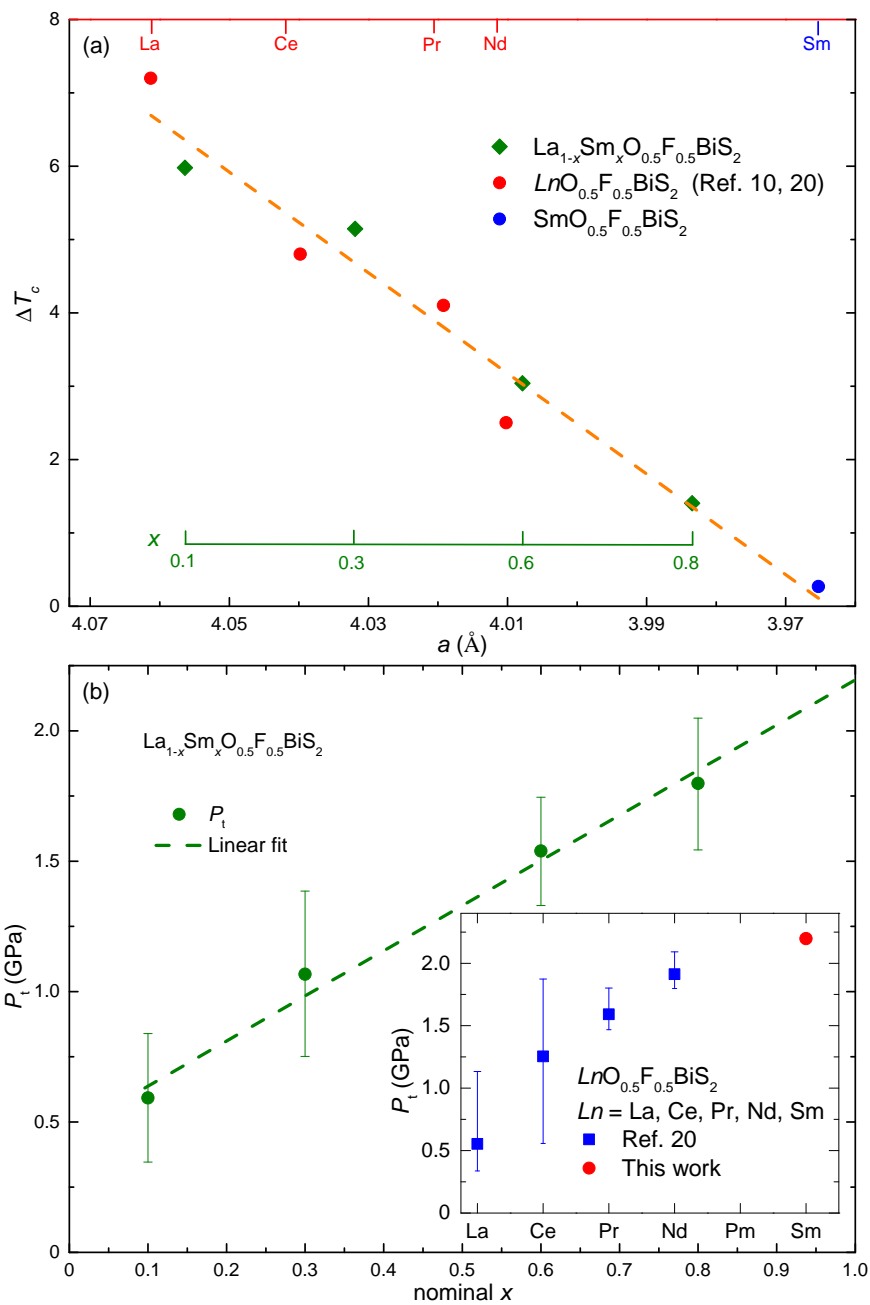 (a)
La Ce Pr Nd Sm
8
6
4
2
0
ΔT_c
La₁₋ₓSmₓO₀.₅F₀.₅BiS₂
LnO₀.₅F₀.₅BiS₂ (Ref. 10, 20)
SmO₀.₅F₀.₅BiS₂
x
0.1 0.3 0.6 0.8
4.07 4.05 4.03 4.01 3.99 3.97
a (Å)
(b)
2.0
1.5
1.0
0.5
0
P_t (GPa)
La₁₋ₓSmₓO₀.₅F₀.₅BiS₂
P_t
Linear fit
2.0
1.5
1.0
0.5
0
P_t (GPa)
LnO₀.₅F₀.₅BiS₂
Ln = La, Ce, Pr, Nd, Sm
Ref. 20
This work
La Ce Pr Nd Pm Sm
0 0.1 0.2 0.3 0.4 0.5 0.6 0.7 0.8 0.9 1.0
nominal x